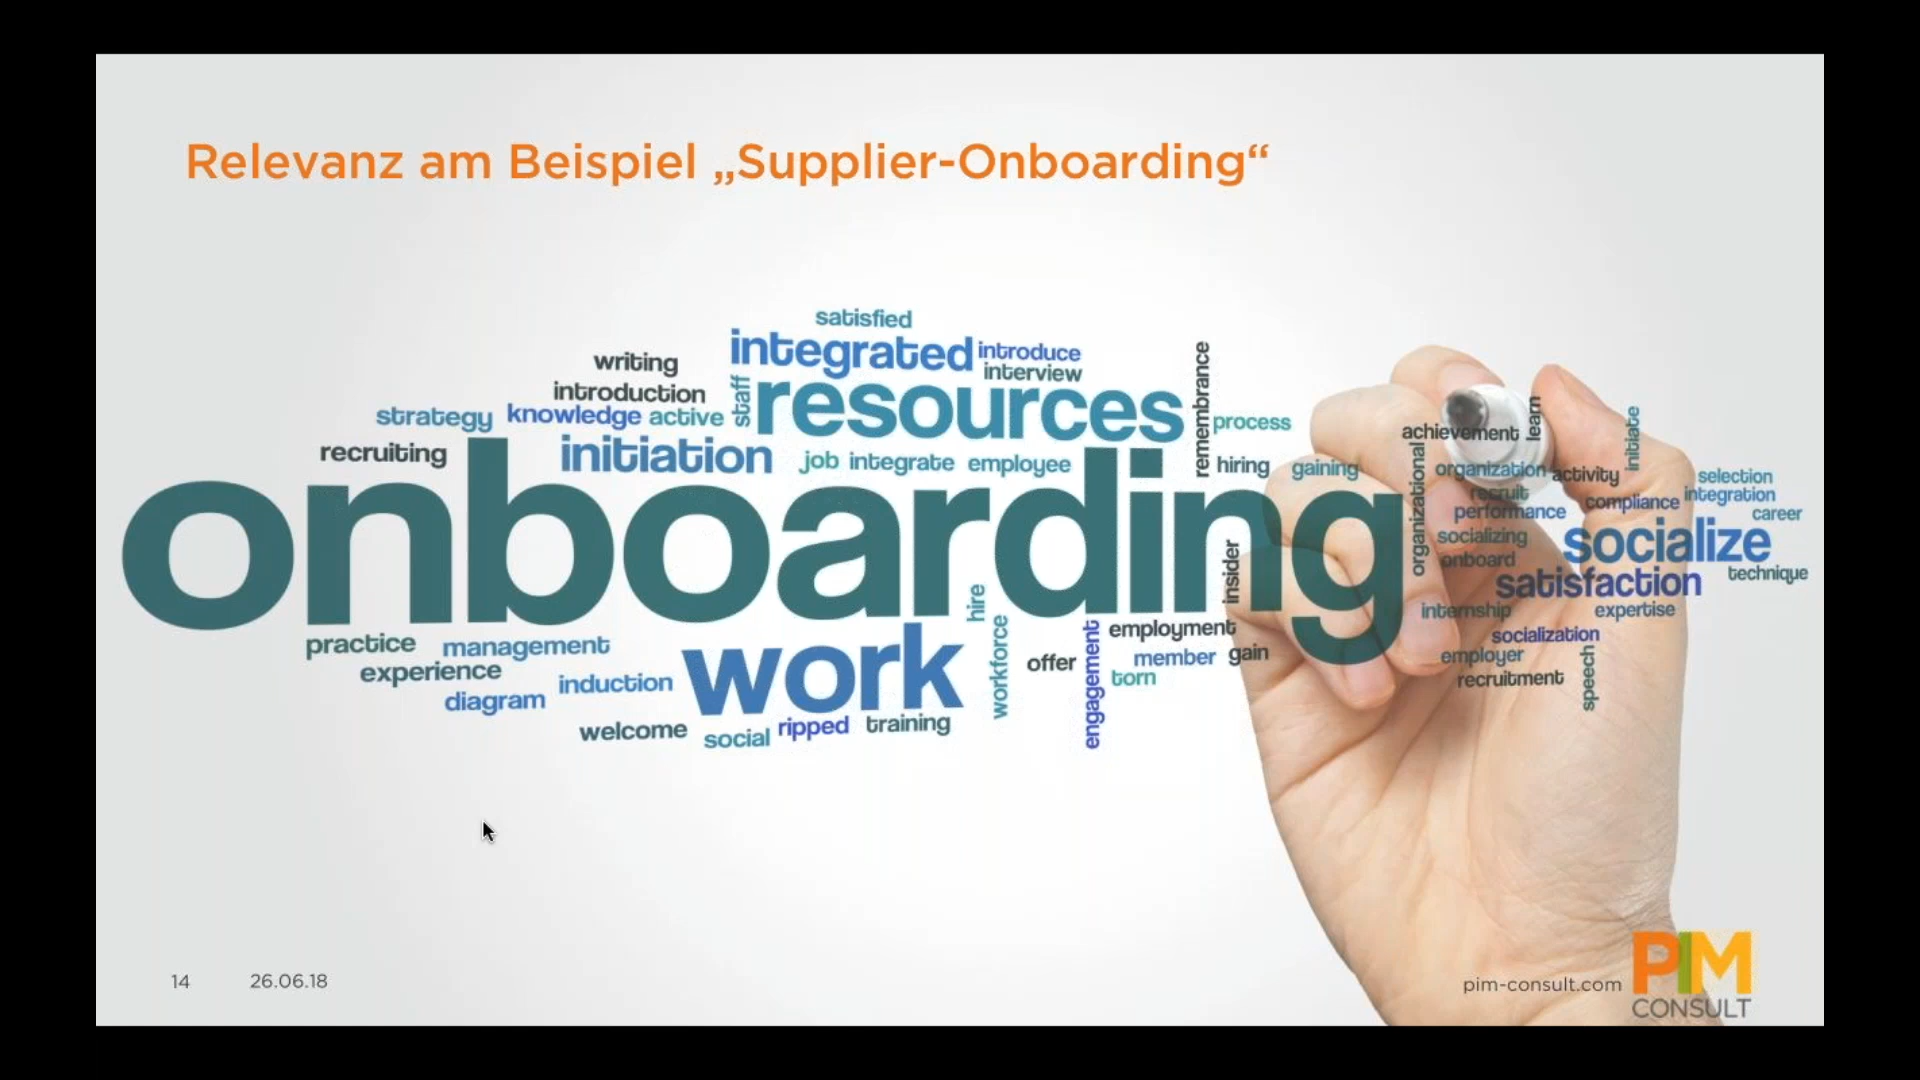 Relevanz am Beispiel „Supplier-Onboarding“
satisfied
integrated introduce
writing
interview
introduction
staff
resources
remembrance
strategy knowledge active
process
learn
initiate
achievement
recruiting
initiation
job integrate employee
hiring gaining
organizational
organization activity
selection
onboarding
recruit
compliance integration
performance
career
socializing
socialize
onboard
insider
satisfaction
technique
hire
internship
expertise
practice management
work
workforce
engagement
employment
socialization
experience
offer
member gain
employer
diagram induction
torn
recruitment
speech
welcome social ripped training
14 26.06.18
pim-consult.com
PIM
CONSULT